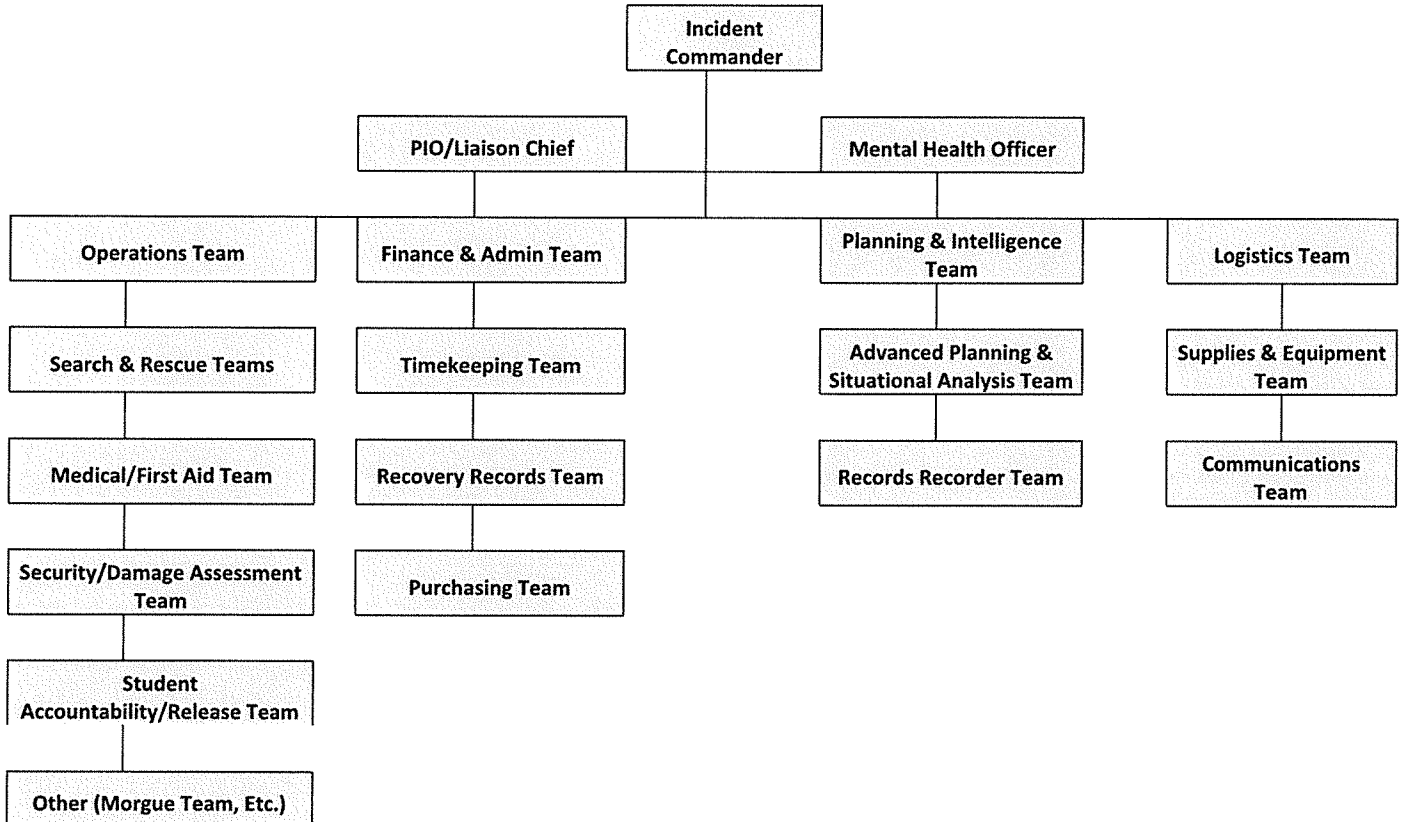 Incident
Commander
PIO/Liaison Chief
Mental Health Officer
Operations Team
Finance & Admin Team
Planning & Intelligence
Team
Logistics Team
Search & Rescue Teams
Timekeeping Team
Advanced Planning &
Situational Analysis Team
Supplies & Equipment
Team
Medical/First Aid Team
Recovery Records Team
Records Recorder Team
Communications
Team
Security/Damage Assessment
Team
Purchasing Team
Student
Accountability/Release Team
Other (Morgue Team, Etc.)